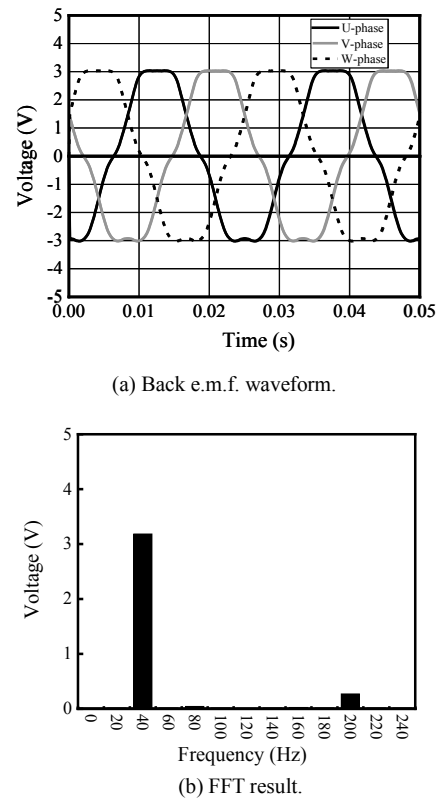 U-phase
V-phase
W-phase
Voltage (V)
5
4
3
2
1
0
-1
-2
-3
4
-5
0.00 0.01 0.02 0.03 0.04 0.05
Time (s)
(a) Back e.m.f. waveform.
Voltage (V)
5
4
3
2
1
0
0 20 40 60 80 100 120 140 160 180 200 220 240
Frequency (Hz)
(b) FFT result.